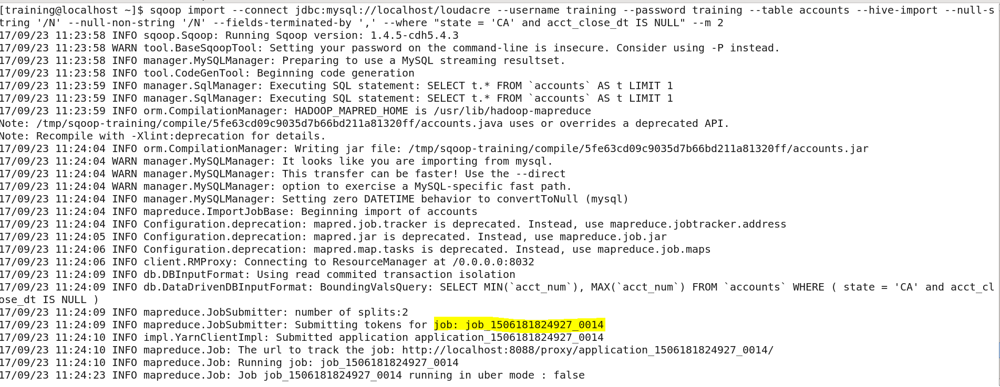 [training@localhost ~]$ sqoop import --connect jdbc:mysql://localhost/loudacre --username training --password training --table accounts --hive-import --null-s
tring '/N' --null-non-string '/N' --fields-terminated-by ',' --where "state = 'CA' and acct_close_dt IS NULL" --m 2
17/09/23 11:23:58 INFO sqoop.Sqoop: Running Sqoop version: 1.4.5-cdh5.4.3
17/09/23 11:23:58 WARN tool.BaseSqoopTool: Setting your password on the command-line is insecure. Consider using -P instead.
17/09/23 11:23:58 INFO manager.MySQLManager: Preparing to use a MySQL streaming resultset.
17/09/23 11:23:58 INFO tool.CodeGenTool: Beginning code generation
17/09/23 11:23:59 INFO manager.SqlManager: Executing SQL statement: SELECT t.* FROM `accounts` AS t LIMIT 1
17/09/23 11:23:59 INFO manager.SqlManager: Executing SQL statement: SELECT t.* FROM `accounts` AS t LIMIT 1
17/09/23 11:23:59 INFO orm.CompilationManager: HADOOP_MAPRED_HOME is /usr/lib/hadoop-mapreduce
Note: /tmp/sqoop-training/compile/5fe63cd09c9035d7b66bd211a81320ff/accounts.java uses or overrides a deprecated API.
Note: Recompile with -Xlint:deprecation for details.
17/09/23 11:24:04 INFO orm.CompilationManager: Writing jar file: /tmp/sqoop-training/compile/5fe63cd09c9035d7b66bd211a81320ff/accounts.jar
17/09/23 11:24:04 WARN manager.MySQLManager: It looks like you are importing from mysql.
17/09/23 11:24:04 WARN manager.MySQLManager: This transfer can be faster! Use the --direct
17/09/23 11:24:04 WARN manager.MySQLManager: option to exercise a MySQL-specific fast path.
17/09/23 11:24:04 INFO manager.MySQLManager: Setting zero DATETIME behavior to convertToNull (mysql)
17/09/23 11:24:04 INFO mapreduce.ImportJobBase: Beginning import of accounts
17/09/23 11:24:04 INFO Configuration.deprecation: mapred.job.tracker is deprecated. Instead, use mapreduce.jobtracker.address
17/09/23 11:24:05 INFO Configuration.deprecation: mapred.jar is deprecated. Instead, use mapreduce.job.jar
17/09/23 11:24:06 INFO Configuration.deprecation: mapred.map.tasks is deprecated. Instead, use mapreduce.job.maps
17/09/23 11:24:06 INFO client.RMProxy: Connecting to ResourceManager at /0.0.0.0:8032
17/09/23 11:24:09 INFO db.DBInputFormat: Using read commited transaction isolation
17/09/23 11:24:09 INFO db.DataDrivenDBInputFormat: BoundingValsQuery: SELECT MIN(`acct_num`), MAX(`acct_num`) FROM `accounts` WHERE ( state = 'CA' and acct_cl
ose_dt IS NULL )
17/09/23 11:24:09 INFO mapreduce.JobSubmitter: number of splits:2
17/09/23 11:24:09 INFO mapreduce.JobSubmitter: Submitting tokens for job: job_1506181824927_0014
17/09/23 11:24:10 INFO impl.YarnClientImpl: Submitted application application_1506181824927_0014
17/09/23 11:24:10 INFO mapreduce.Job: The url to track the job: http://localhost:8088/proxy/application_1506181824927_0014/
17/09/23 11:24:10 INFO mapreduce.Job: Running job: job_1506181824927_0014
17/09/23 11:24:23 INFO mapreduce.Job: Job job_1506181824927_0014 running in uber mode : false